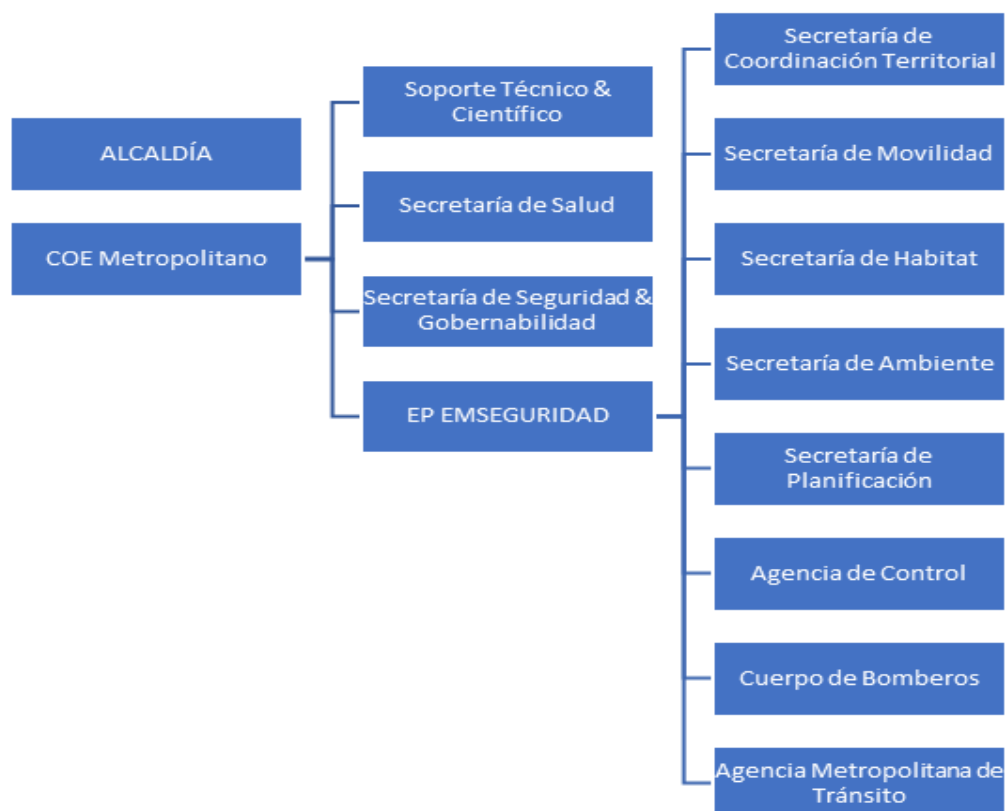 ALCALDÍA
COE Metropolitano
Soporte Técnico &
Científico
Secretaría de Salud
Secretaría de Seguridad &
Gobernabilidad
EP EMSEGURIDAD
Secretaría de
Coordinación Territorial
Secretaría de Movilidad
Secretaría de Habitat
Secretaría de Ambiente
Secretaría de
Planificación
Agencia de Control
Cuerpo de Bomberos
Agencia Metropolitana de
Tránsito